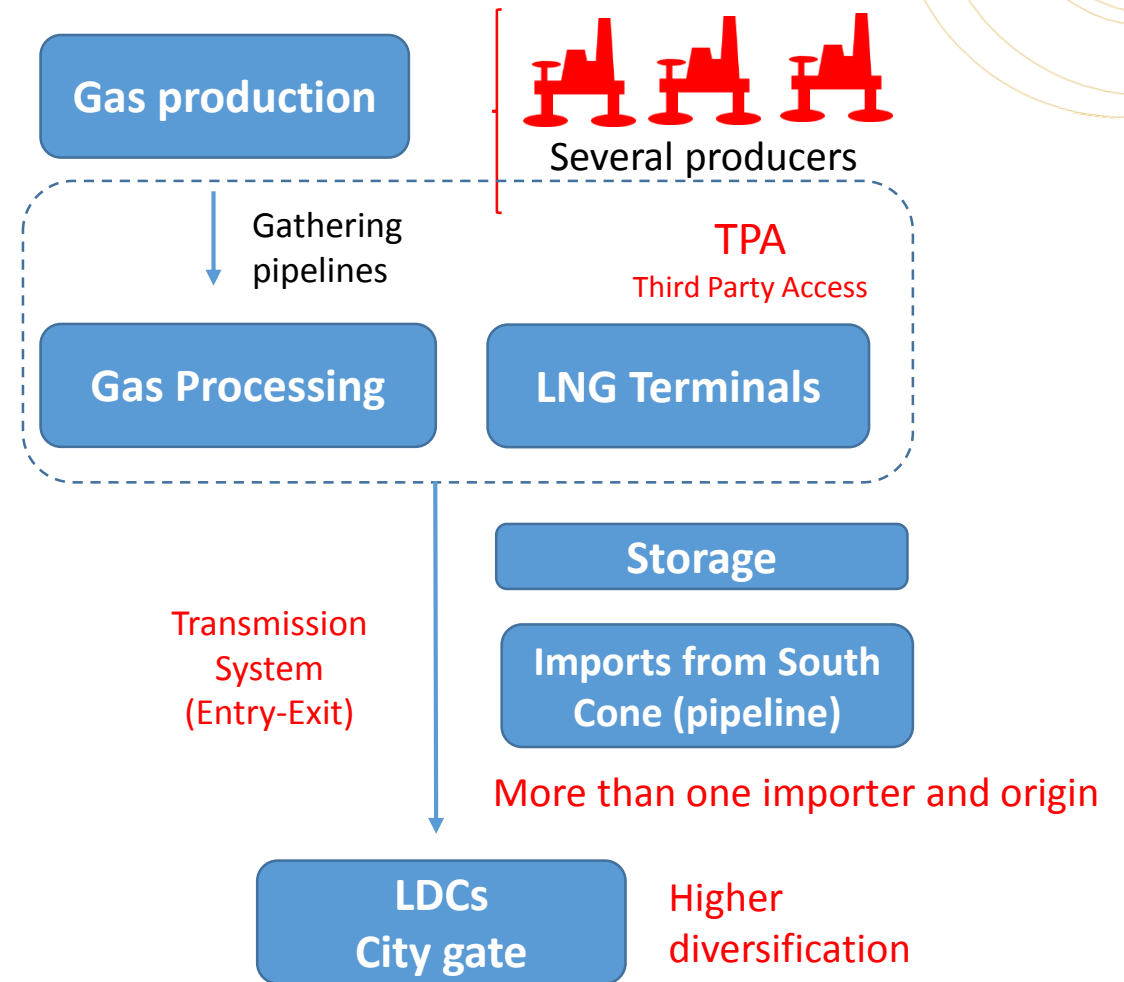 Gas production
Several producers
Gathering
pipelines
TPA
Third Party Access
Gas Processing
LNG Terminals
Storage
Transmission
System
(Entry-Exit)
Imports from South
Cone (pipeline)
More than one importer and origin
LDCs
City gate
Higher
diversification